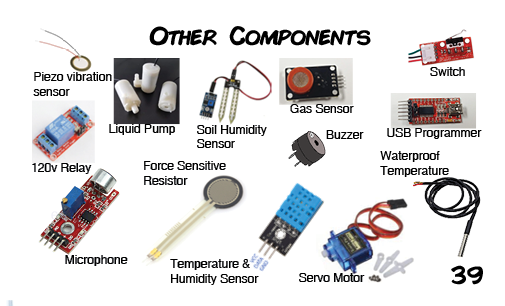 OTHER COMPONENTS
Piezo vibration
sensor
Liquid Pump
Soil Humidity
Sensor
Gas Sensor
Switch
Buzzer
USB Programmer
120v Relay
Force Sensitive
Resistor
Waterproof
Temperature
Microphone
Temperature &
Humidity Sensor
Servo Motor
39